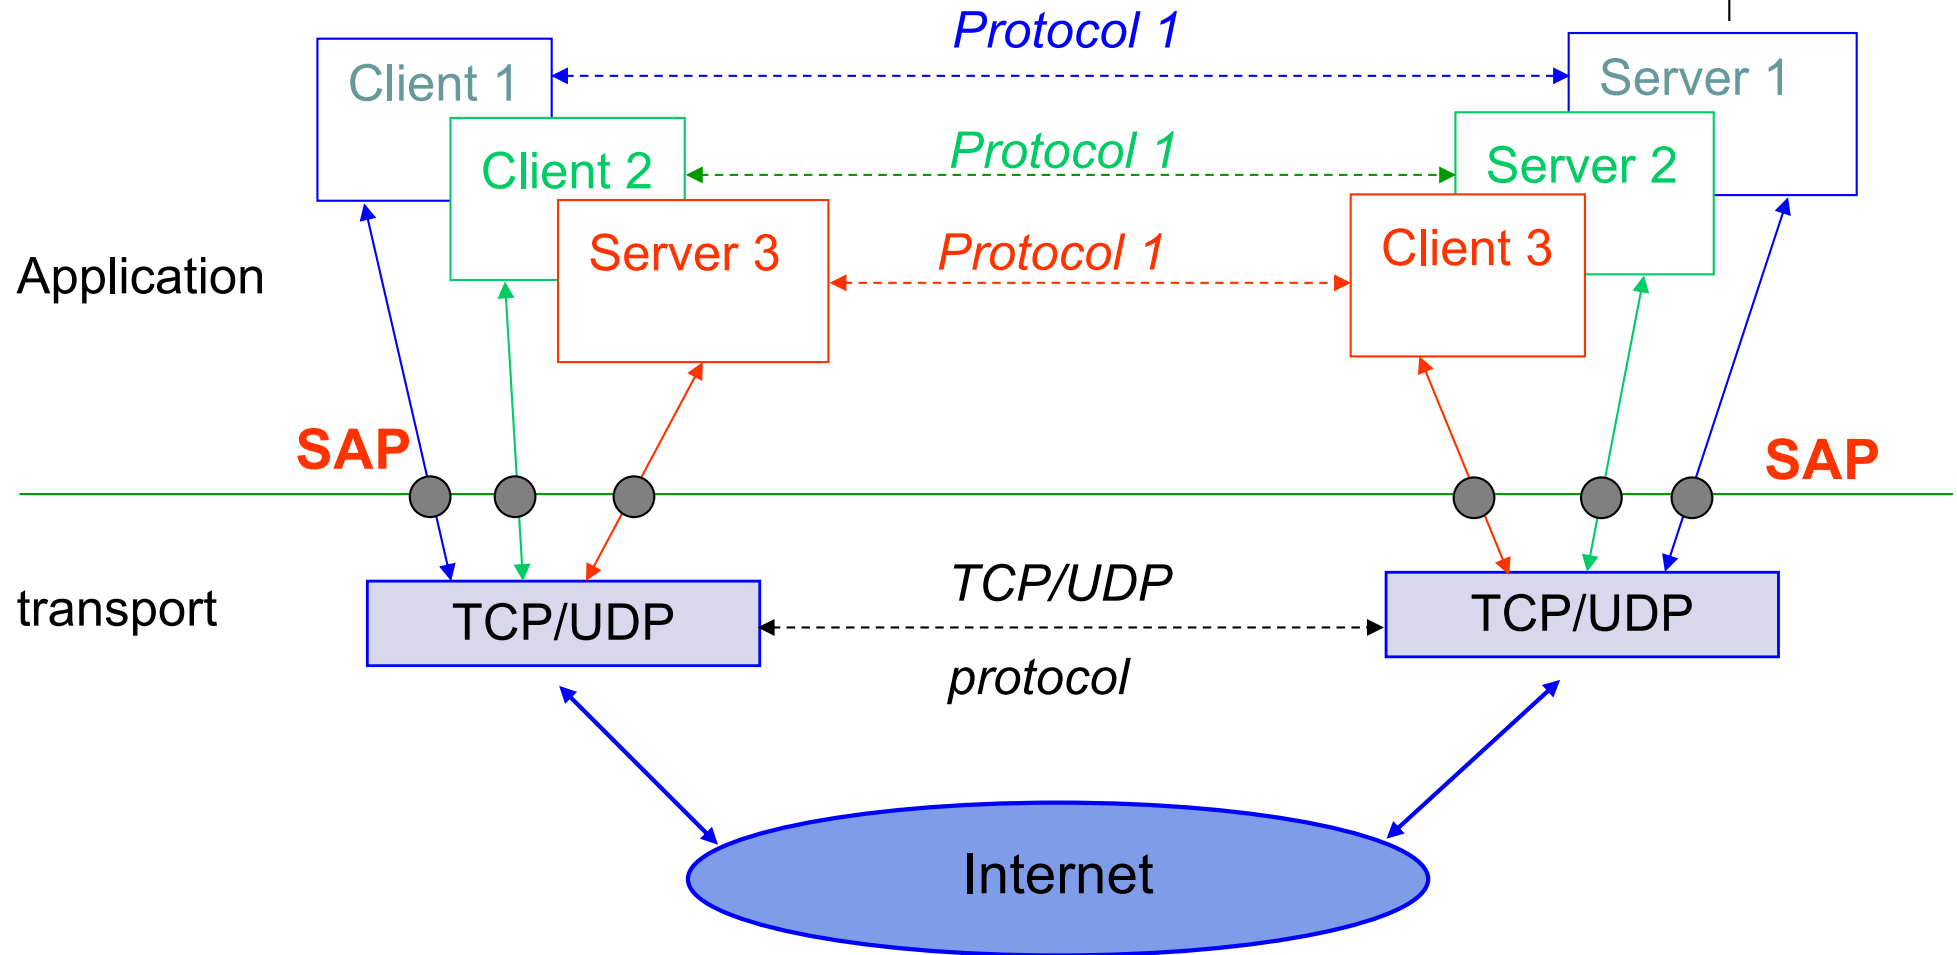 Protocol 1
Client 1
Server 1
Protocol 1
Client 2
Server 2
Protocol 1
Server 3
Client 3
Application
SAP
SAP
TCP/UDP
transport
TCP/UDP
TCP/UDP
protocol
Internet